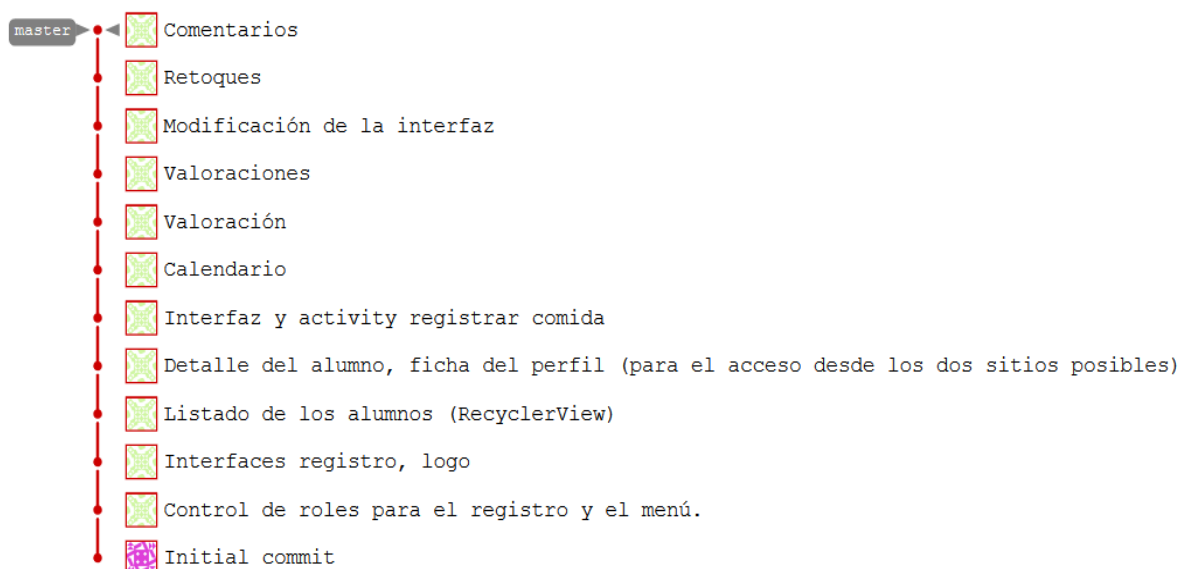 master
Comentarios
Retoques
Modificación de la interfaz
Valoraciones
Valoración
Calendario
Interfaz y activity registrar comida
Detalle del alumno, ficha del perfil (para el acceso desde los dos sitios posibles)
Listado de los alumnos (RecyclerView)
Interfaces registro, logo
Control de roles para el registro y el menú.
Initial commit